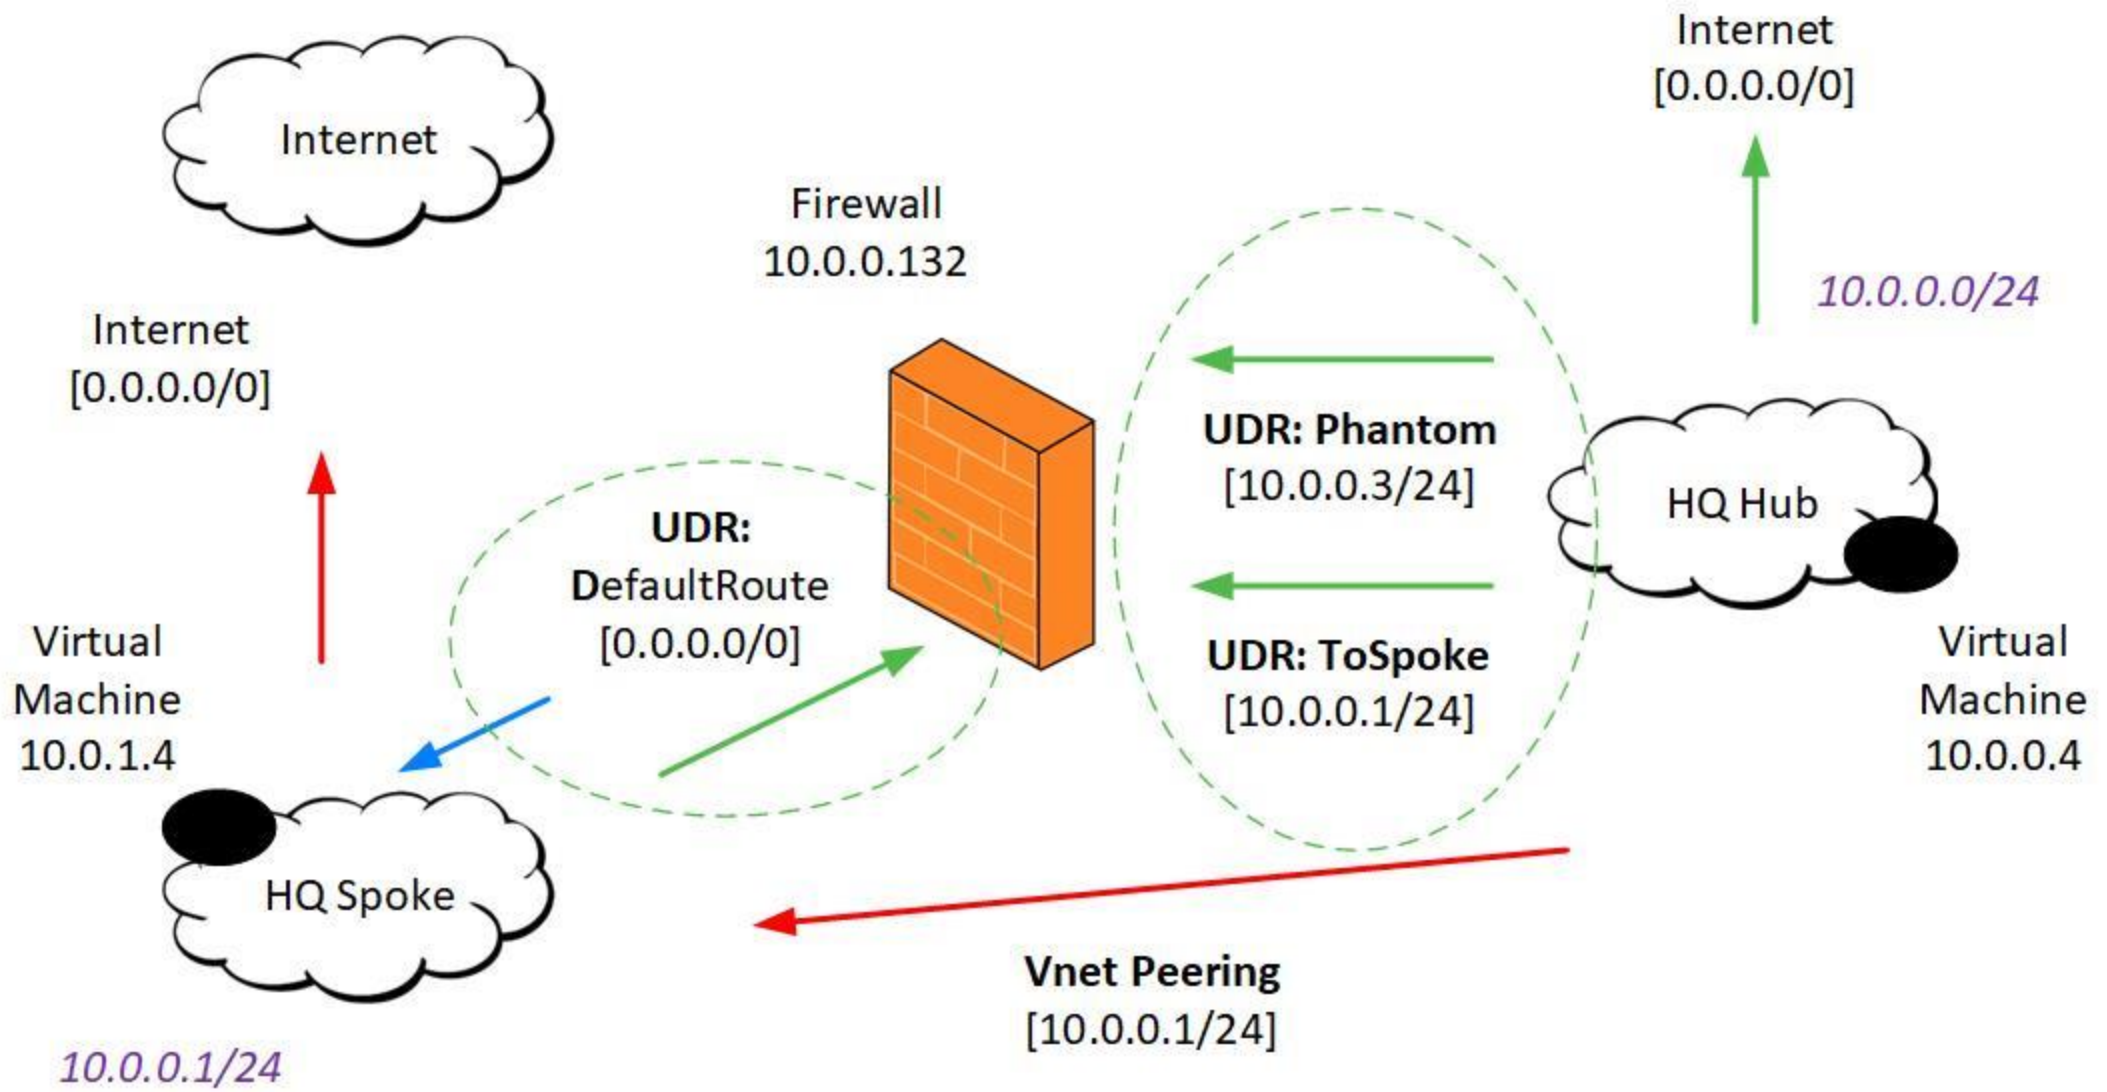 Internet
Internet
[0.0.0.0/0]
Firewall
10.0.0.132
Internet
[0.0.0.0/0]
10.0.0.0/24
UDR: Phantom
[10.0.0.3/24]
HQ Hub
UDR:
DefaultRoute
[0.0.0.0/0]
UDR: ToSpoke
[10.0.0.1/24]
Virtual
Machine
10.0.1.4
Virtual
Machine
10.0.0.4
HQ Spoke
Vnet Peering
[10.0.0.1/24]
10.0.0.1/24